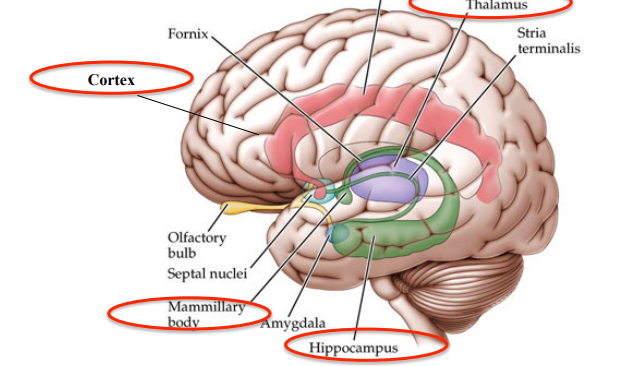 Thalamus
Fornix
Stria
terminalis
Cortex
Olfactory
bulb
Septal nuclei
Mammillary
body
Amygdala
Hippocampus